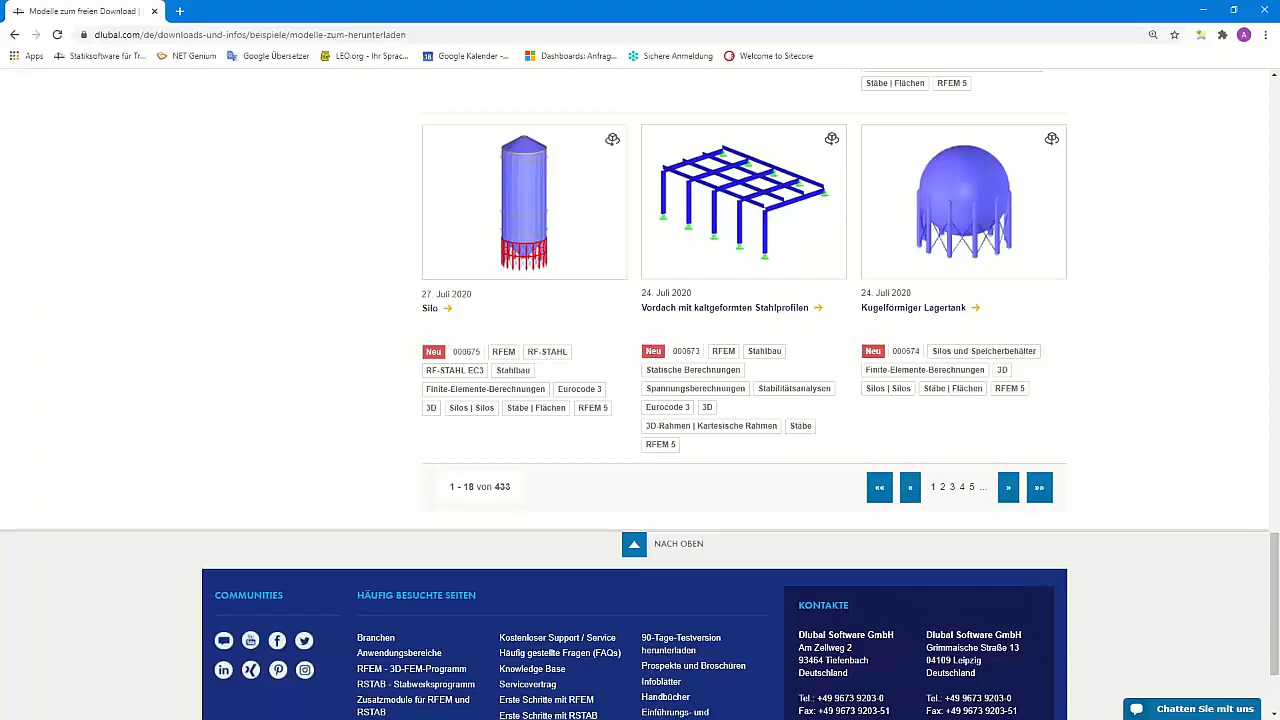 Modelle zum freien Download |
dlubal.com/de/downloads-und-infos/beispiele/modelle-zum-herunterladen
A
Apps
Statiksoftware für Tr...
NET Genium
Google Übersetzer
LEO.org - Ihr Sprac...
18
Google Kalender -...
Dashboards: Anfrag...
Sichere Anmeldung
Welcome to Sitecore
Stäbe | Flächen RFEM 5
27. Juli 2020
Silo
Neu 000675 RFEM RF-STAHL
RF-STAHL EC3 Stahlbau
Finite-Elemente-Berechnungen Eurocode 3
3D Silos | Silos Stäbe | Flächen RFEM 5
24. Juli 2020
Vordach mit kaltgeformten Stahlprofilen
Neu 000673 RFEM Stahlbau
Statische Berechnungen
Spannungsberechnungen Stabilitätsanalysen
Eurocode 3 3D
3D-Rahmen | Kartesische Rahmen Stäbe
RFEM 5
24. Juli 2020
Kugelförmiger Lagertank
Neu 000674 Silos und Speicherbehälter
Finite-Elemente-Berechnungen 3D
Silos | Silos Stäbe | Flächen RFEM 5
1 - 18 von 433
«« « 1 2 3 4 5 ... » »»
NACH OBEN
COMMUNITIES
HÄUFIG BESUCHTE SEITEN
Branchen
Anwendungsbereiche
RFEM - 3D-FEM-Programm
RSTAB - Stabwerksprogramm
Zusatzmodule für RFEM und
RSTAB
Kostenloser Support / Service
Häufig gestellte Fragen (FAQs)
Knowledge Base
Servicevertrag
Erste Schritte mit RFEM
Erste Schritte mit RSTAB
90-Tage-Testversion
herunterladen
Prospekte und Broschüren
Infoblätter
Handbücher
Einführungs- und
KONTAKTE
Dlubal Software GmbH
Am Zellweg 2
93464 Tiefenbach
Deutschland
Tel.: +49 9673 9203-0
Fax: +49 9673 9203-51
Dlubal Software GmbH
Grimmaische Straße 13
04109 Leipzig
Deutschland
Tel.: +49 9673 9203-0
Fax: +49 9673 9203-51
Chatten Sie mit uns